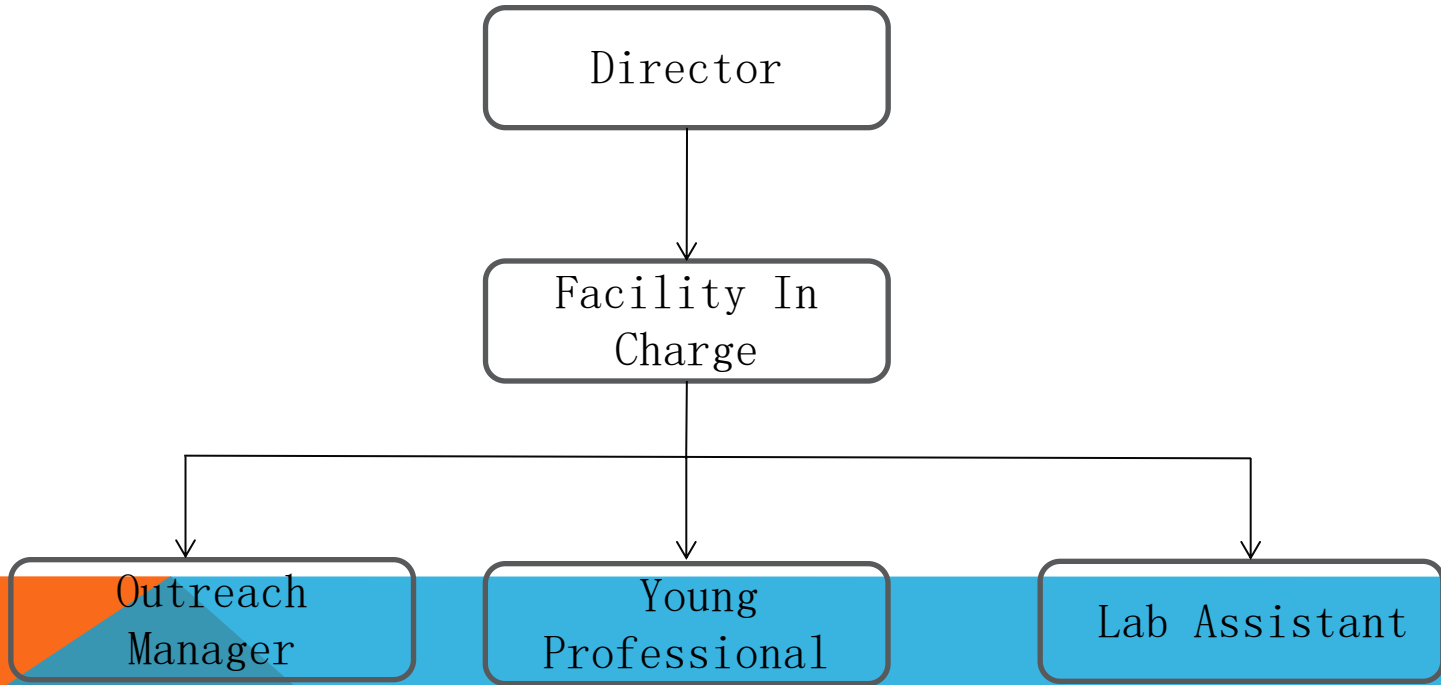 Director
Facility In
Charge
Outreach
Manager
Young
Professional
Lab Assistant